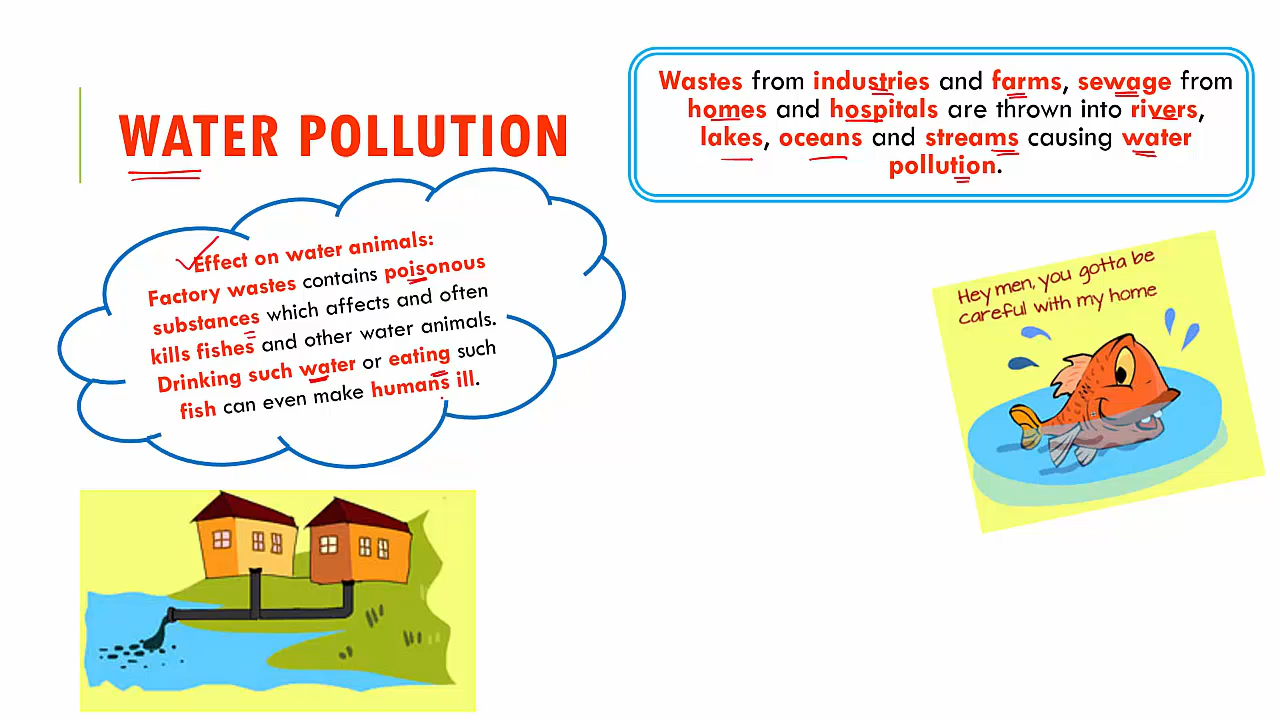 WATER POLLUTION
Wastes from industries and farms, sewage from
homes and hospitals are thrown into rivers,
lakes, oceans and streams causing water
pollution.
Effect on water animals:
Factory wastes contains poisonous
substances which affects and often
kills fishes and other water animals.
Drinking such water or eating such
fish can even make humans ill.
Hey men, you gotta be
careful with my home